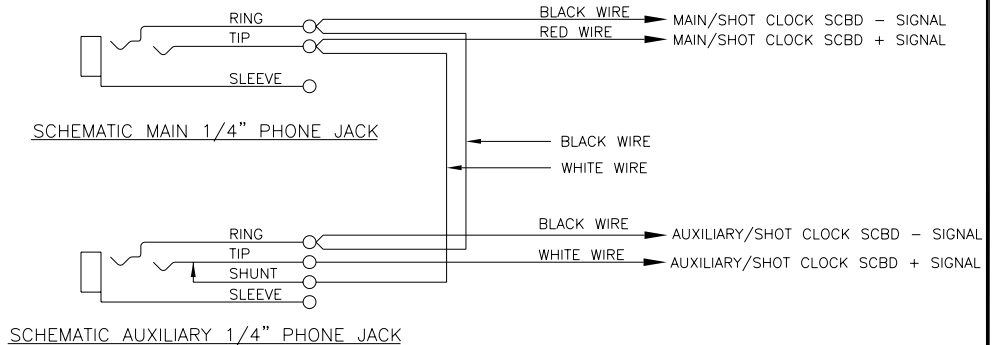 RING
BLACK WIRE
MAIN/SHOT CLOCK SCBD – SIGNAL
TIP
RED WIRE
MAIN/SHOT CLOCK SCBD + SIGNAL
SLEEVE
SCHEMATIC MAIN 1/4" PHONE JACK
BLACK WIRE
WHITE WIRE
RING
BLACK WIRE
AUXILIARY/SHOT CLOCK SCBD – SIGNAL
TIP
WHITE WIRE
AUXILIARY/SHOT CLOCK SCBD + SIGNAL
SHUNT
SLEEVE
SCHEMATIC AUXILIARY 1/4" PHONE JACK